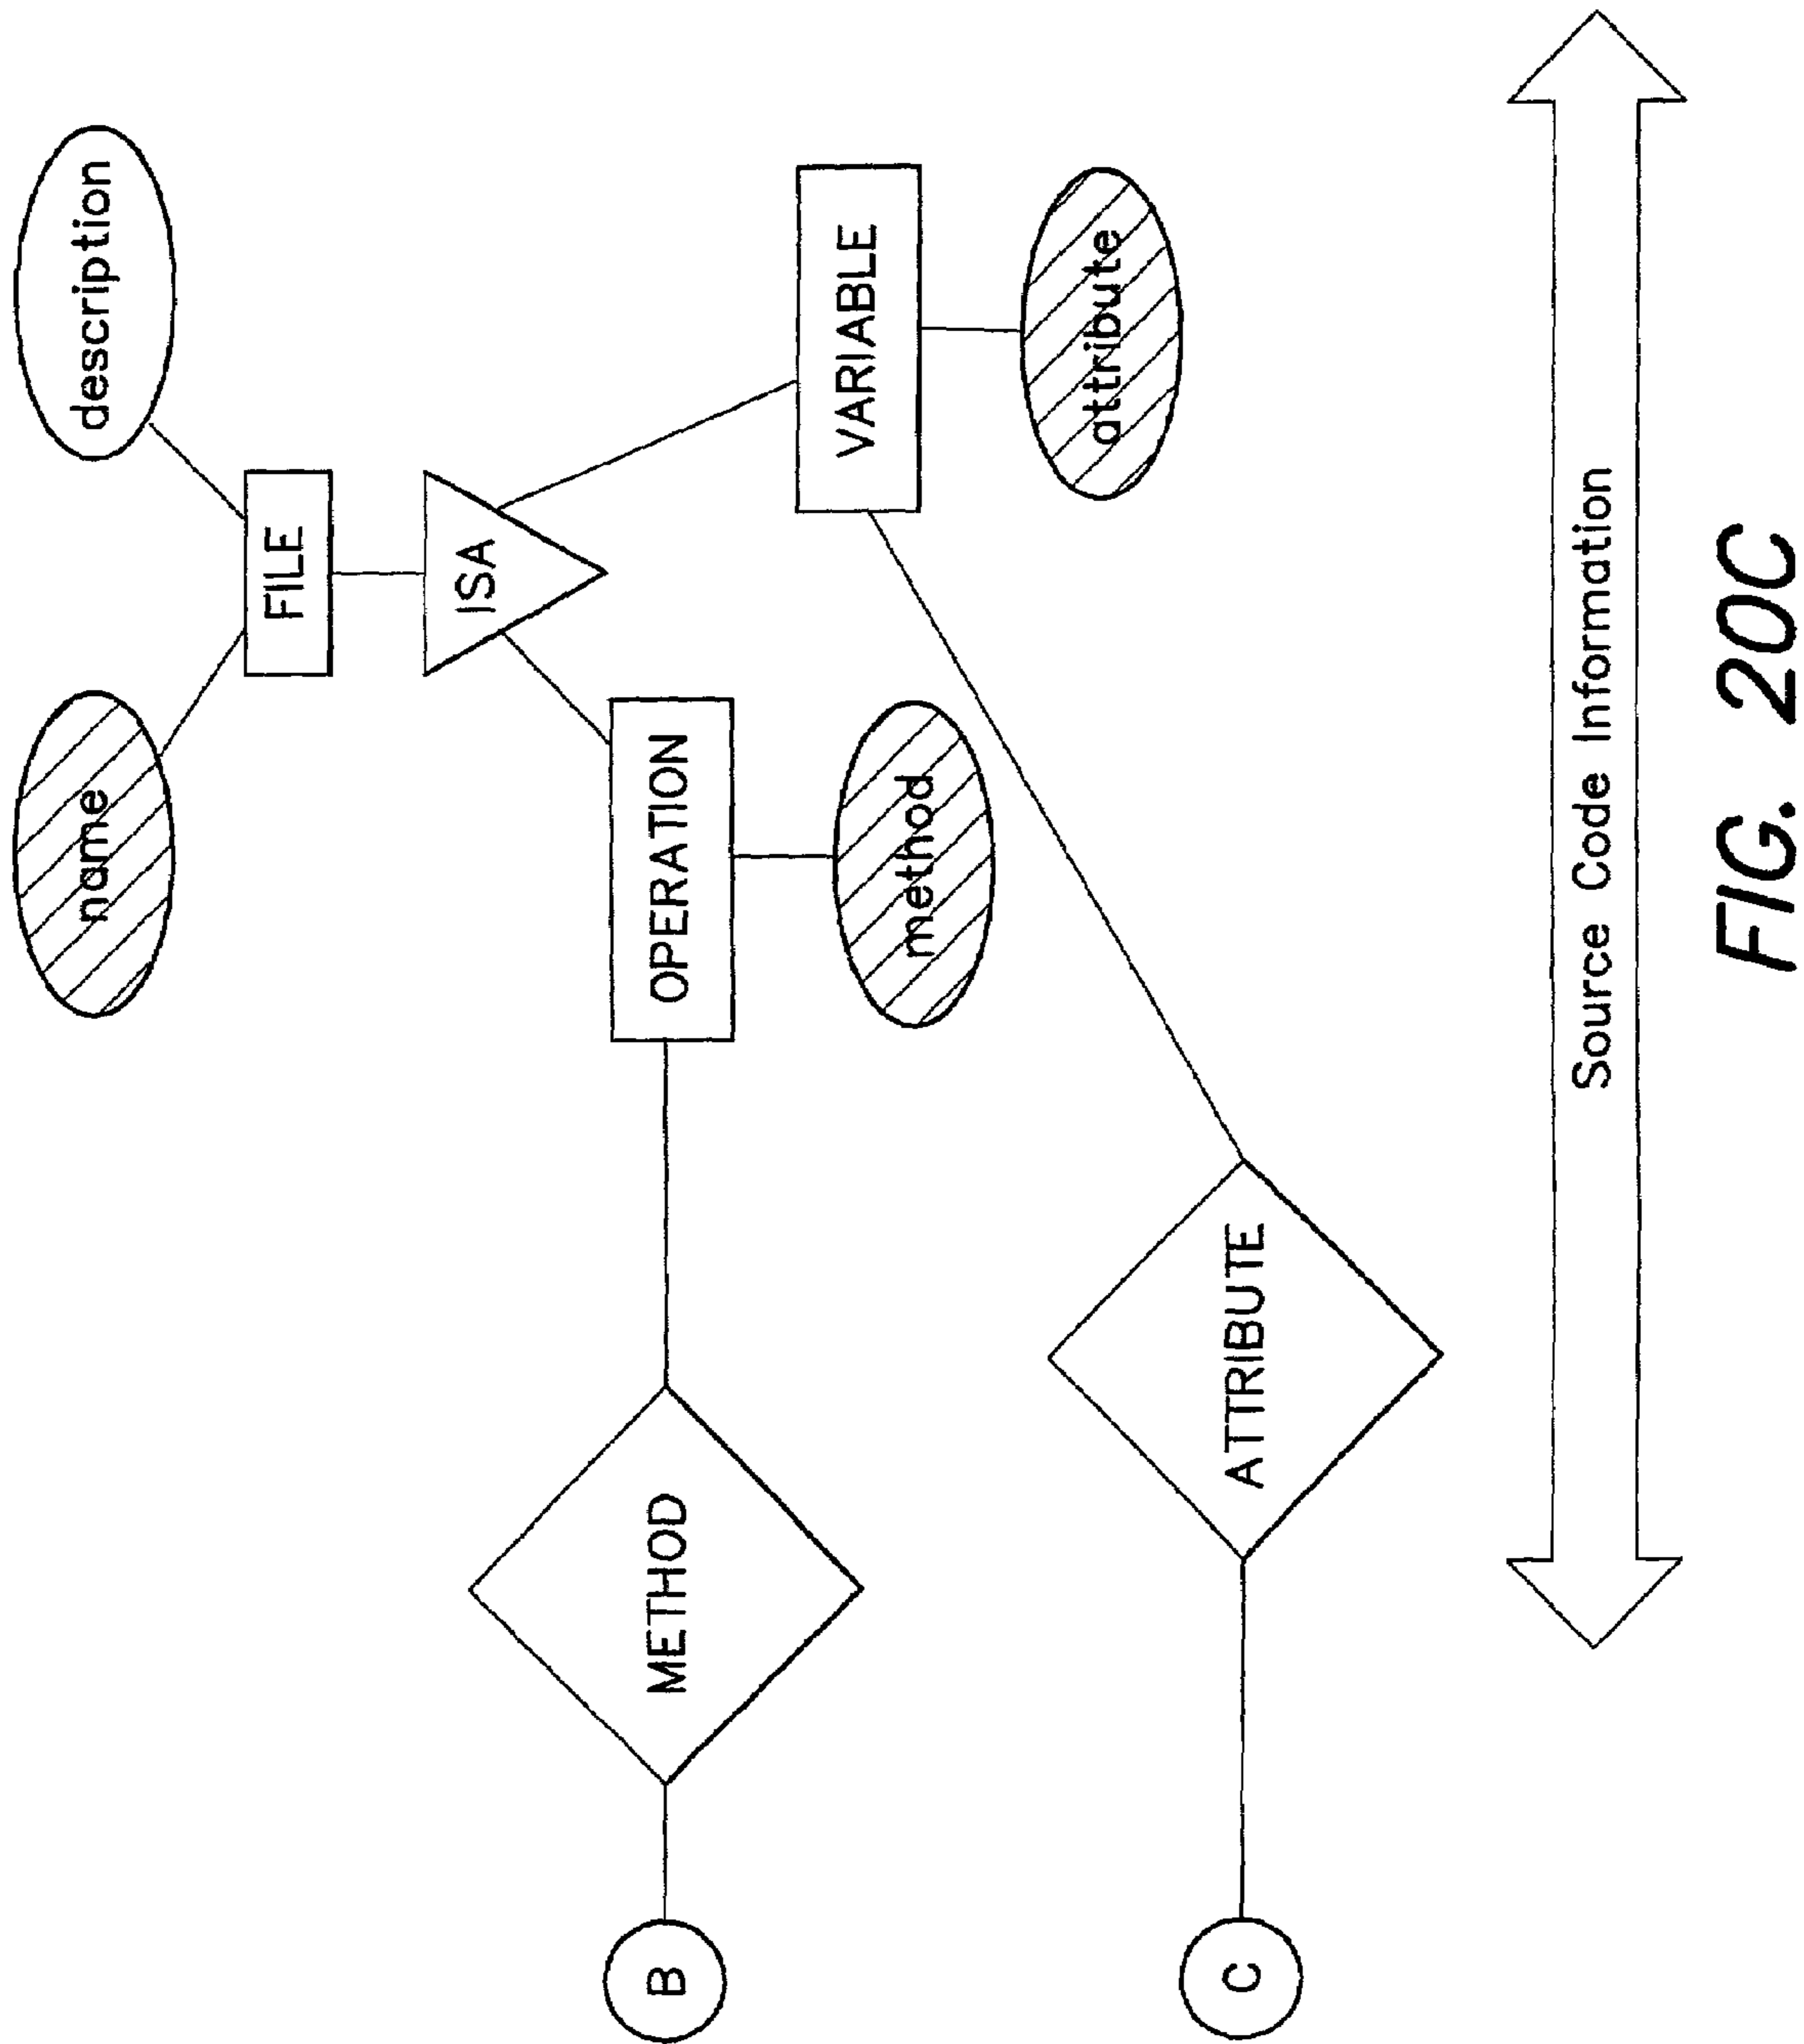 name
description
FILE
ISA
OPERATION
VARIABLE
B
METHOD
method
attribute
C
ATTRIBUTE
Source Code Information
FIG. 20C